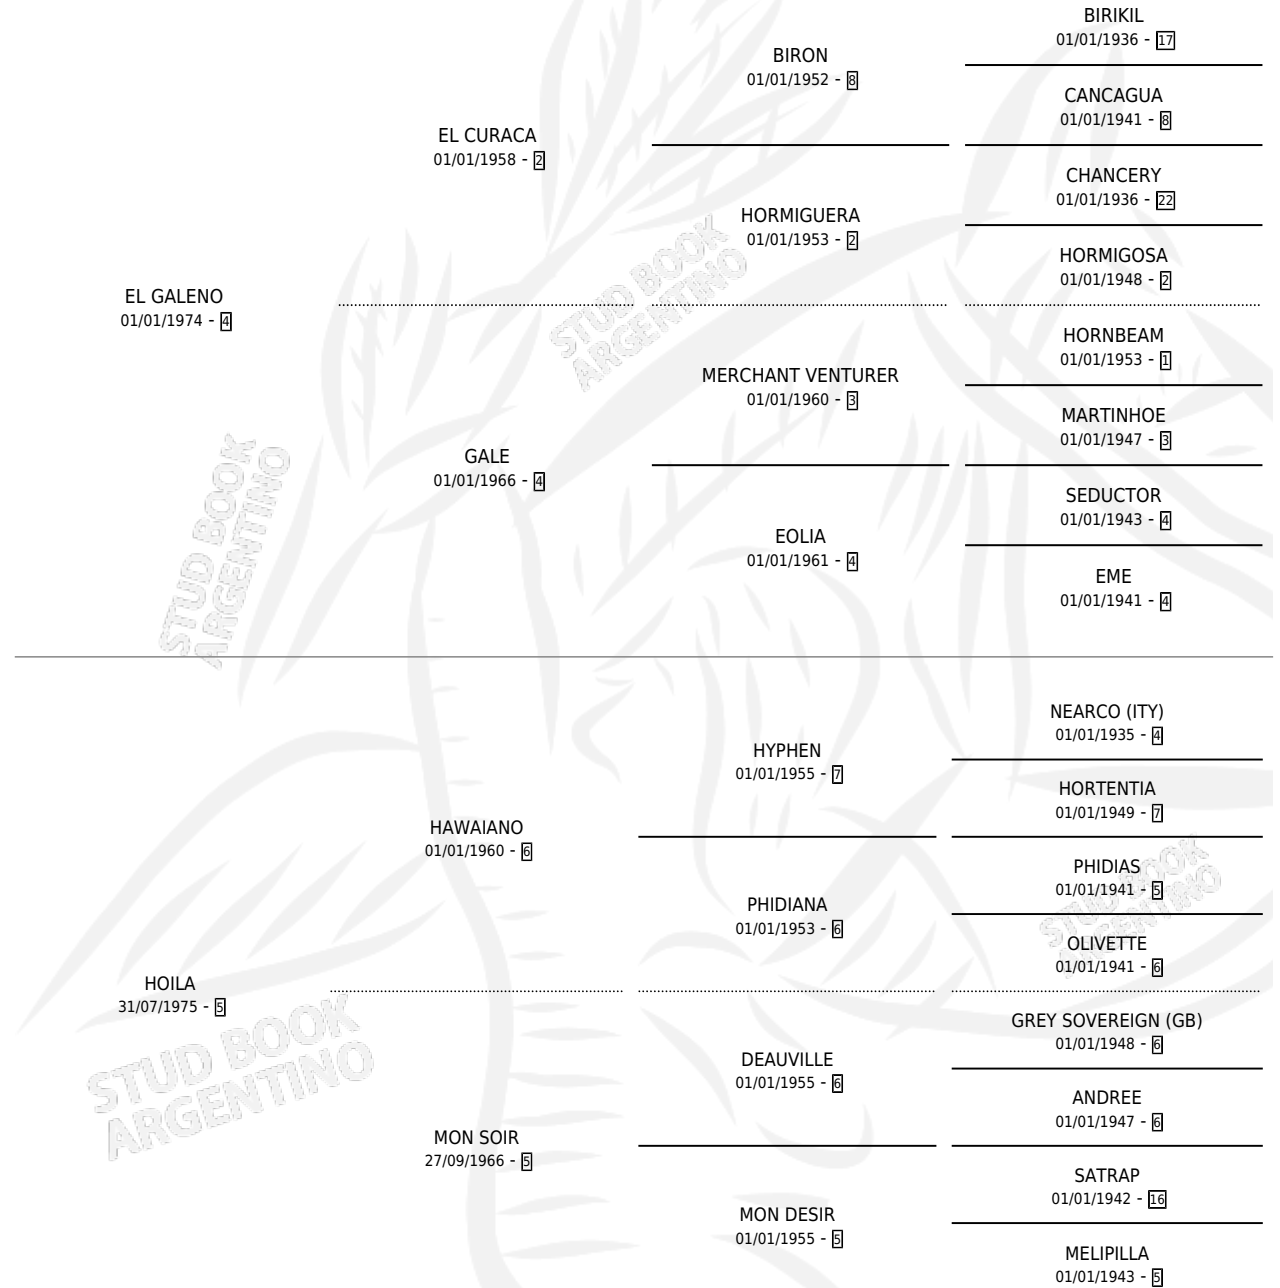 BIRIKIL
01/01/1936 - 17
BIRON
01/01/1952 - 8
CANCAGUA
01/01/1941 - 8
EL CURACA
01/01/1958 - 2
CHANCERY
01/01/1936 - 22
HORMIGUERA
01/01/1953 - 2
HORMIGOSA
01/01/1948 - 2
EL GALENO
01/01/1974 - 4
STUD BOOK
ARGENTINO
HORNBEAM
01/01/1953 - 1
MERCHANT VENTURER
01/01/1960 - 3
MARTINHOE
01/01/1947 - 3
GALE
01/01/1966 - 4
SEDUCTOR
01/01/1943 - 4
EOLIA
01/01/1961 - 4
EME
01/01/1941 - 4
STUD BOOK
ARGENTINO
NEARCO (ITY)
01/01/1935 - 4
HYPHEN
01/01/1955 - 7
HORTENTIA
01/01/1949 - 7
HAWAIANO
01/01/1960 - 6
PHIDIAS
01/01/1941 - 5
PHIDIANA
01/01/1953 - 6
STUD BOOK
ARGENTINO
OLIVETTE
01/01/1941 - 6
HOILA
31/07/1975 - 5
GREY SOVEREIGN (GB)
01/01/1948 - 6
DEAUVILLE
01/01/1955 - 6
STUD BOOK
ARGENTINO
ANDREE
01/01/1947 - 6
MON SOIR
27/09/1966 - 5
SATRAP
01/01/1942 - 16
MON DESIR
01/01/1955 - 5
MELIPILLA
01/01/1943 - 5